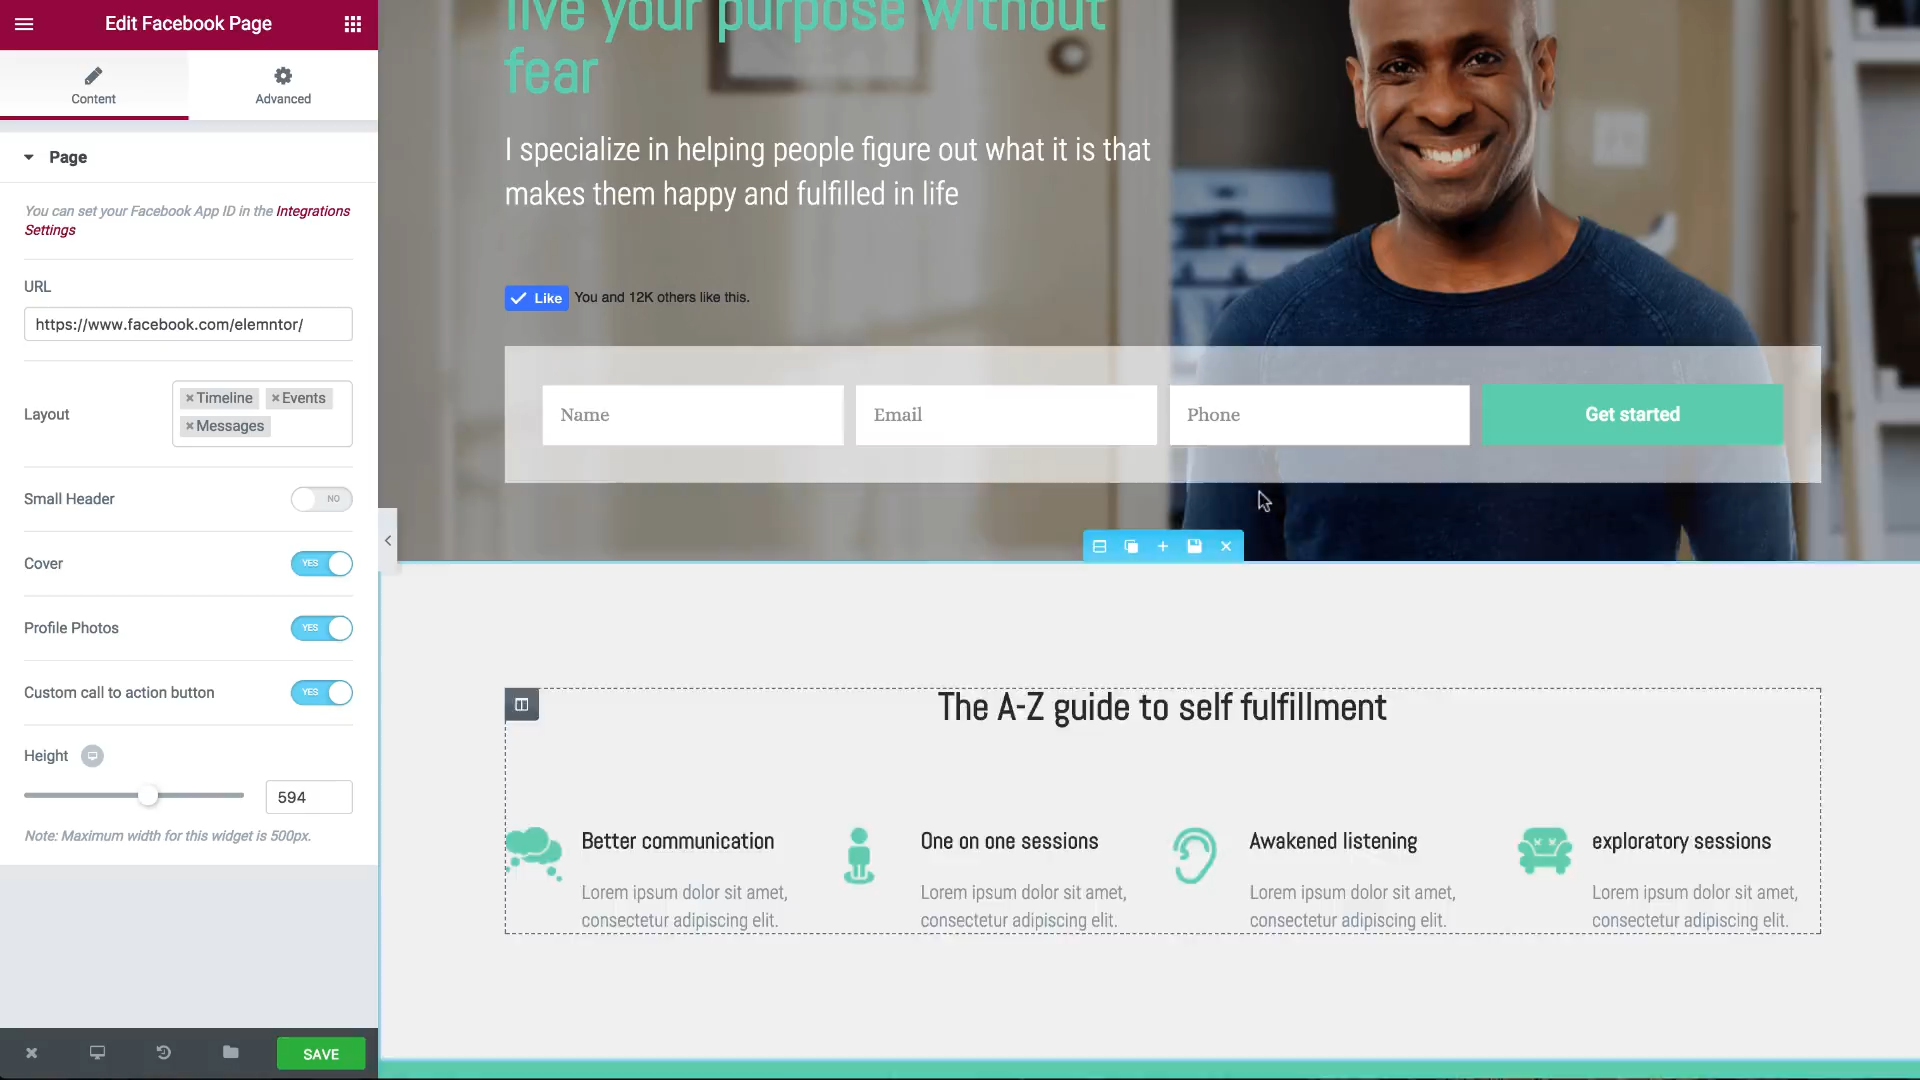 Edit Facebook Page
Content
Advanced
Page
You can set your Facebook App ID in the Integrations
Settings
URL
https://www.facebook.com/elemntor/
Layout
×Timeline ×Events
×Messages
Small Header
NO
Cover
YES
Profile Photos
YES
Custom call to action button
YES
Height
594
Note: Maximum width for this widget is 500px.
SAVE
live your purpose without
fear
I specialize in helping people figure out what it is that
makes them happy and fulfilled in life
Like You and 12K others like this.
Name
Email
Phone
Get started
The A-Z guide to self fulfillment
Better communication
Lorem ipsum dolor sit amet,
consectetur adipiscing elit.
One on one sessions
Lorem ipsum dolor sit amet,
consectetur adipiscing elit.
Awakened listening
Lorem ipsum dolor sit amet,
consectetur adipiscing elit.
exploratory sessions
Lorem ipsum dolor sit amet,
consectetur adipiscing elit.